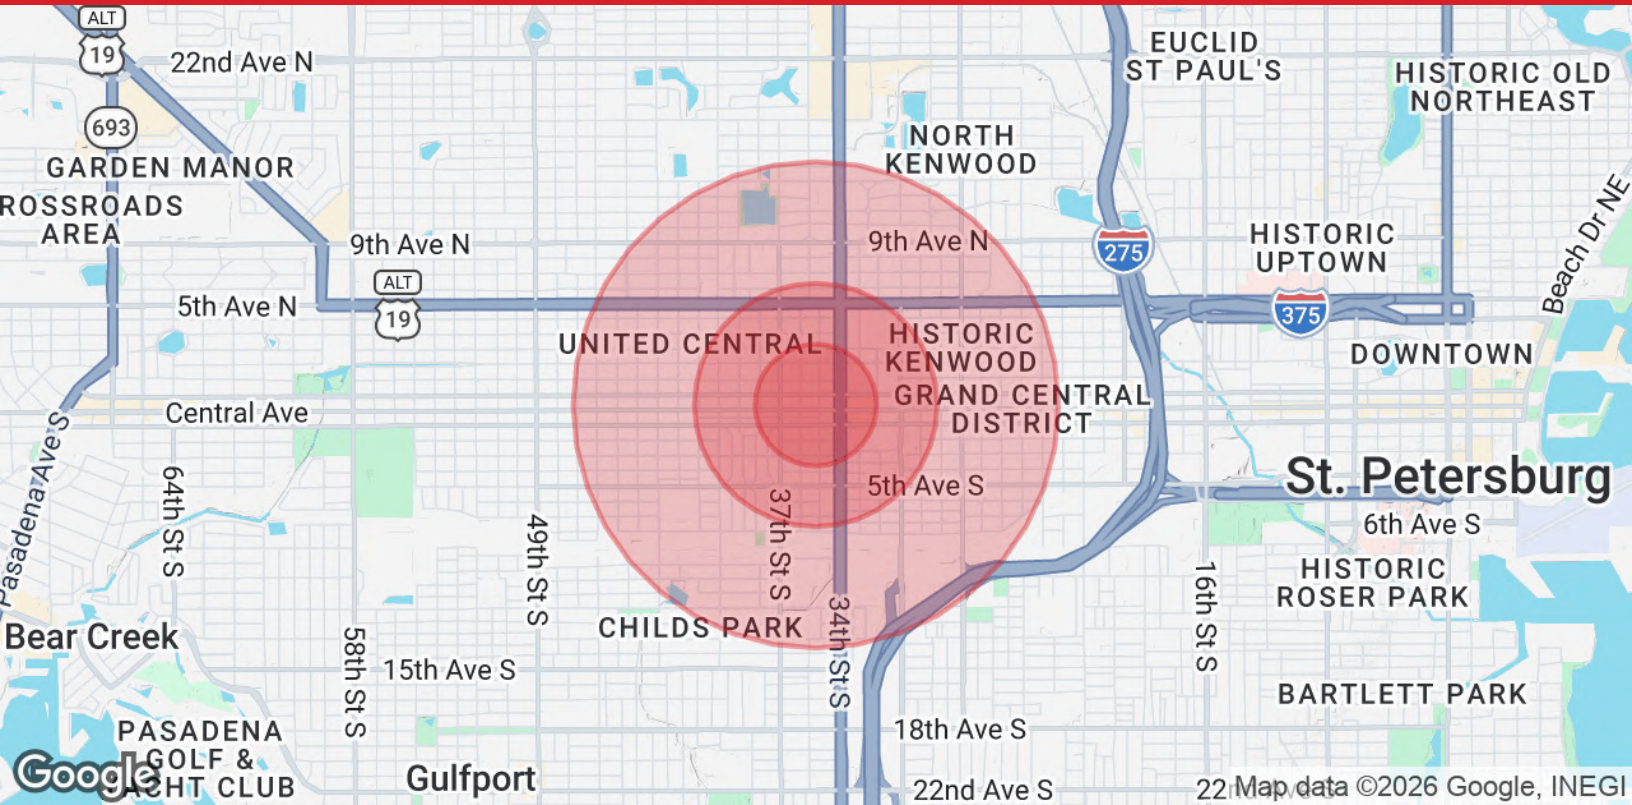 ALT
19
22nd Ave N
693
GARDEN MANOR
ROSSROADS
AREA
9th Ave N
ALT
19
5th Ave N
Central Ave
Pasadena Ave S
64th St S
58th St S
49th St S
Bear Creek
15th Ave S
PASADENA
GOLF &
YACHT CLUB
Google
Gulfport
EUCLID
ST PAUL'S
HISTORIC OLD
NORTHEAST
NORTH
KENWOOD
9th Ave N
275
HISTORIC
UPTOWN
Beach Dr NE
375
UNITED CENTRAL
HISTORIC
KENWOOD
DOWNTOWN
GRAND CENTRAL
DISTRICT
5th Ave S
37th St S
34th St S
St. Petersburg
6th Ave S
CHILDS PARK
16th St S
HISTORIC
ROSER PARK
BARTLETT PARK
18th Ave S
22nd Ave S
22nd Ave S
Map data ©2026 Google, INEGI